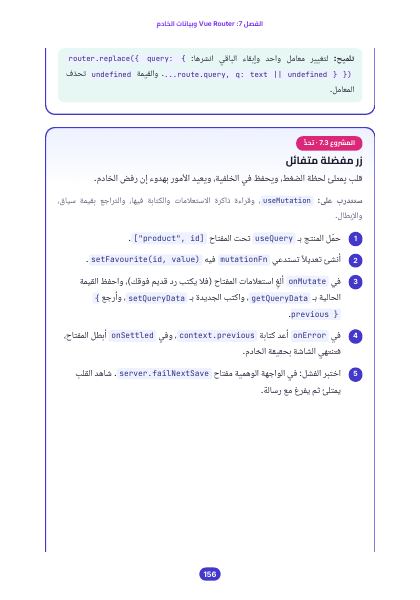 الفصل 7: Vue Router وبيانات الخادم
تلميح: لتغيير معامل واحد وإبقاء الباقي انشرها: router.replace({ query: {
...route.query, q: text || undefined } })‎. والقيمة undefined تحذف
المعامل.
المشروع 7.3 · تحدٍّ
زر مفضلة متفائل
قلب يمتلئ لحظة الضغط، ويحفظ في الخلفية، ويعيد الأمور بهدوء إن رفض الخادم.
ستتدرب على: useMutation، وقراءة ذاكرة الاستعلامات والكتابة فيها، والتراجع بقيمة سياق،
والإبطال.
1 حمّل المنتج بـ useQuery تحت المفتاح ["product", id].
2 أنشئ تعديلاً تستدعي mutationFn فيه setFavourite(id, value).
3 في onMutate ألغِ استعلامات المفتاح (فلا يكتب رد قديم فوقك)، واحفظ القيمة
الحالية بـ getQueryData، واكتب الجديدة بـ setQueryData، وأرجع {
previous }.
4 في onError أعد كتابة context.previous، وفي onSettled أبطل المفتاح،
فتنتهي الشاشة بحقيقة الخادم.
5 اختبر الفشل: في الواجهة الوهمية مفتاح server.failNextSave. شاهد القلب
يمتلئ ثم يفرغ مع رسالة.
156